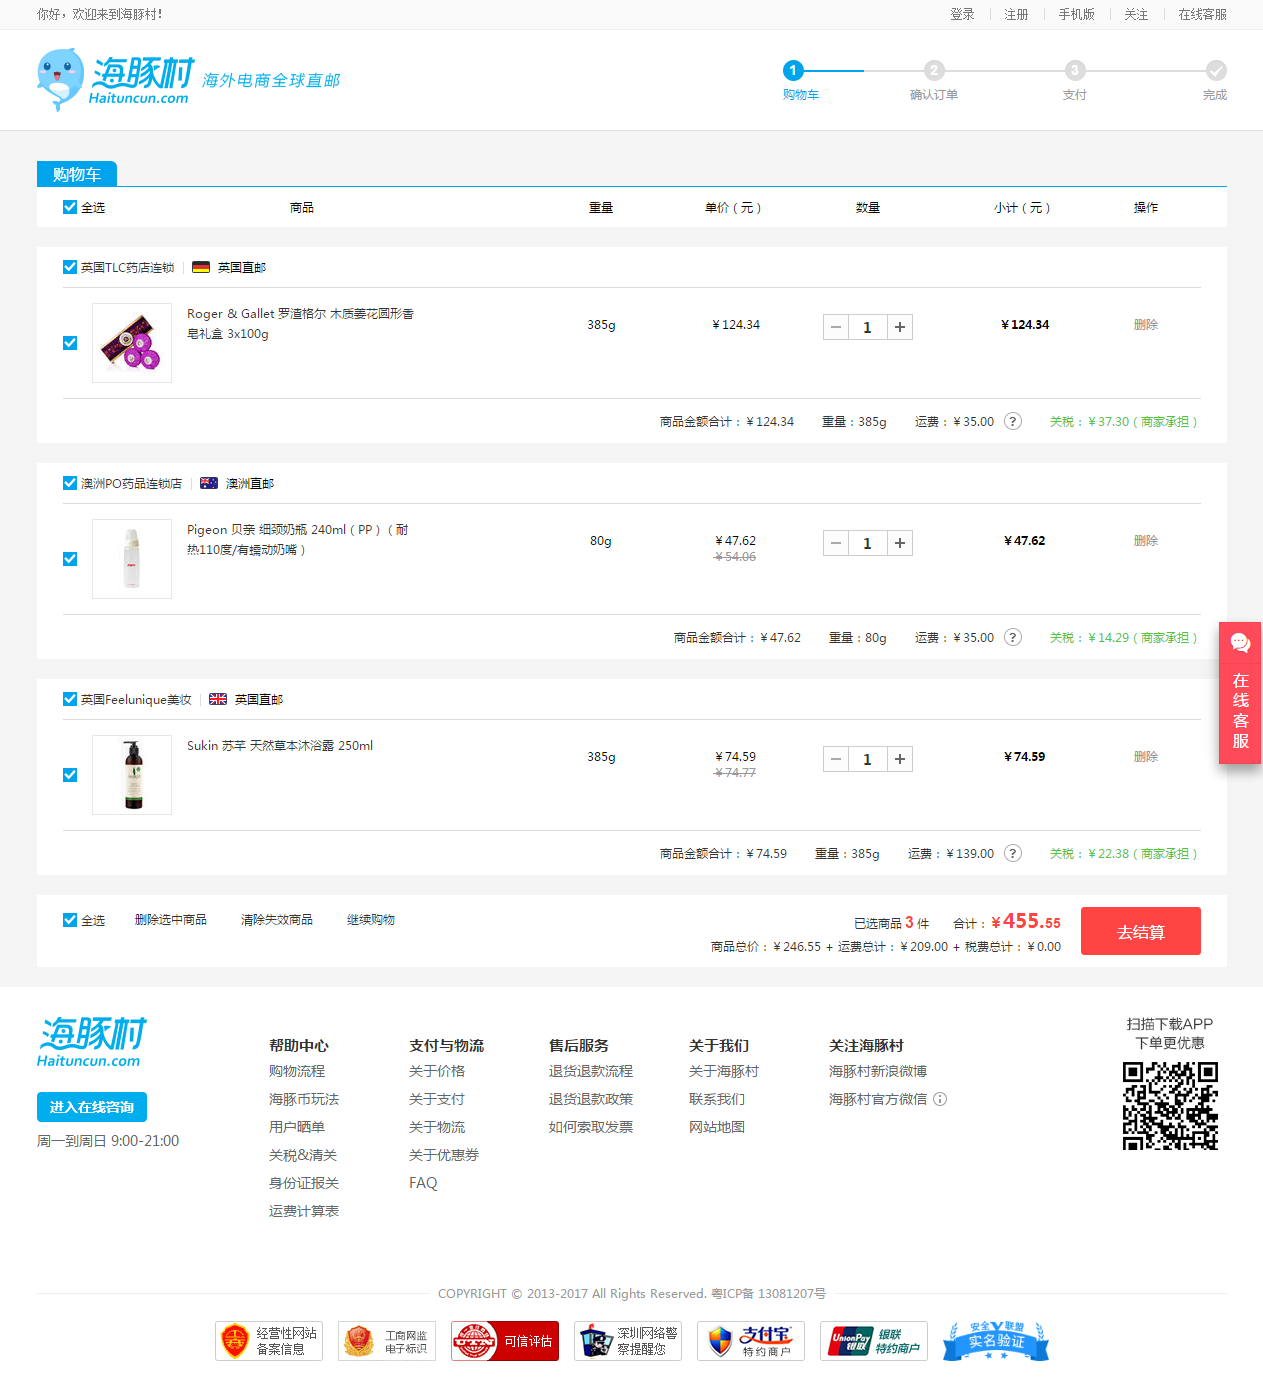 你好，欢迎来到海豚村！
登录 注册 手机版 关注 在线客服
海豚村 Haituncun.com 海外电商全球直邮
1 2 3
购物车 确认订单 支付 完成
购物车
全选 商品 重量 单价（元） 数量 小计（元） 操作
英国TLC药店连锁 英国直邮
Roger & Gallet 罗渣格尔 木质姜花圆形香
皂礼盒 3x100g
385g ¥124.34 1 ¥124.34 删除
商品金额合计：¥124.34 重量：385g 运费：¥35.00 ? 关税：¥37.30（商家承担）
澳洲PO药品连锁店 澳洲直邮
Pigeon 贝亲 细颈奶瓶 240ml（PP）（耐
热110度/有蠕动奶嘴）
80g ¥47.62 1 ¥47.62 删除
¥54.06
商品金额合计：¥47.62 重量：80g 运费：¥35.00 ? 关税：¥14.29（商家承担）
英国Feelunique美妆 英国直邮
Sukin 苏芊 天然草本沐浴露 250ml
385g ¥74.59 1 ¥74.59 删除
¥74.77
商品金额合计：¥74.59 重量：385g 运费：¥139.00 ? 关税：¥22.38（商家承担）
在线客服
全选 删除选中商品 清除失效商品 继续购物
已选商品 3 件 合计：¥455.55
商品总价：¥246.55 + 运费总计：¥209.00 + 税费总计：¥0.00
去结算
海豚村
Haituncun.com
进入在线咨询
周一到周日 9:00-21:00
帮助中心
购物流程
海豚币玩法
用户晒单
关税&清关
身份证报关
运费计算表
支付与物流
关于价格
关于支付
关于物流
关于优惠券
FAQ
售后服务
退货退款流程
退货退款政策
如何索取发票
关于我们
关于海豚村
联系我们
网站地图
关注海豚村
海豚村新浪微博
海豚村官方微信
扫描下载APP
下单更优惠
COPYRIGHT © 2013-2017 All Rights Reserved. 粤ICP备 13081207号
经营性网站
备案信息
工商网监
电子标识
可信评估
深圳网络警
察提醒您
支付宝
特约商户
UnionPay
银联
银联
特约商户
安全联盟
实名验证